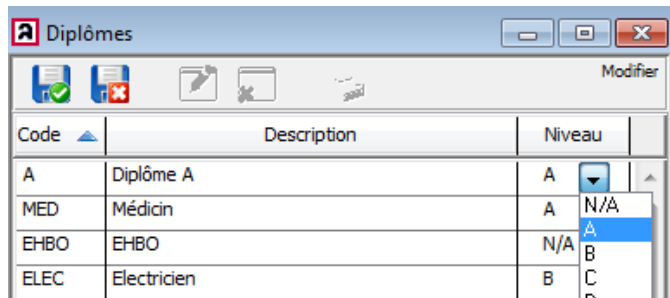 a Diplômes
Modifier
Code Description Niveau
A Diplôme A A
MED Médicin A
EHBO EHBO N/A
ELEC Electricien B
N/A
A
B
C